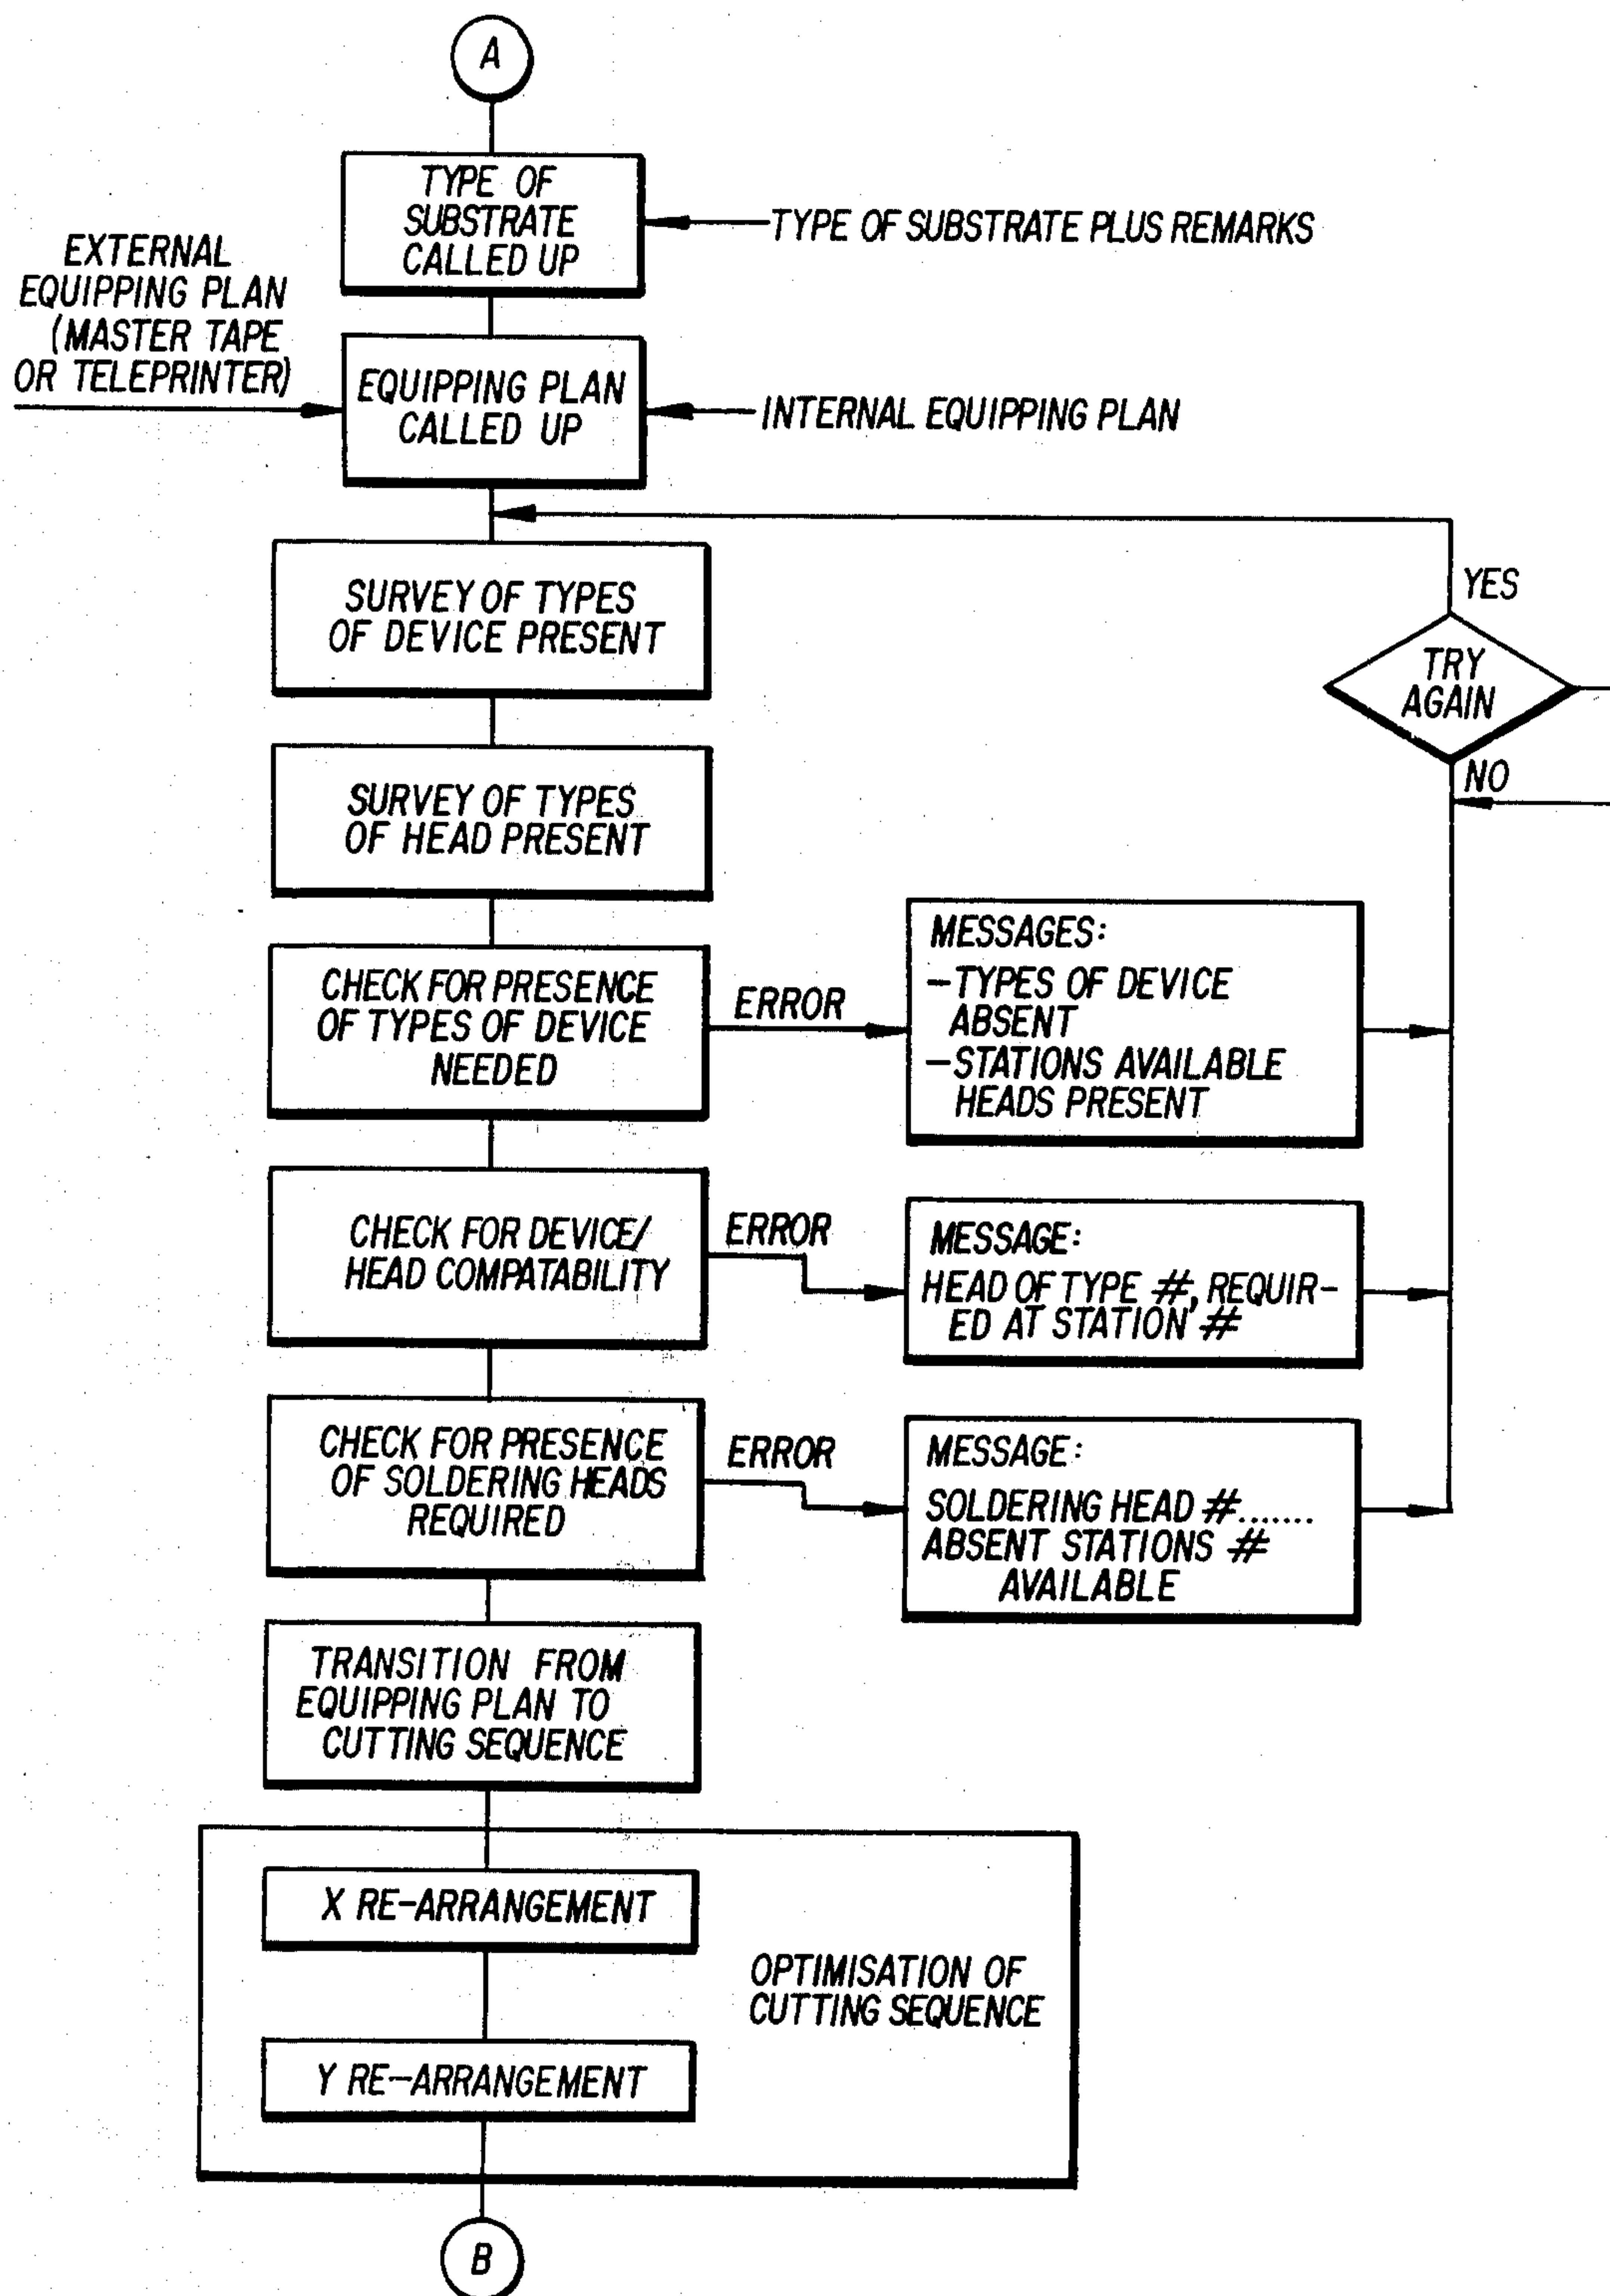 A
TYPE OF
SUBSTRATE
CALLED UP
TYPE OF SUBSTRATE PLUS REMARKS
EXTERNAL
EQUIPPING PLAN
(MASTER TAPE
OR TELEPRINTER)
EQUIPPING PLAN
CALLED UP
INTERNAL EQUIPPING PLAN
SURVEY OF TYPES
OF DEVICE PRESENT
YES
TRY
AGAIN
NO
SURVEY OF TYPES
OF HEAD PRESENT
CHECK FOR PRESENCE
OF TYPES OF DEVICE
NEEDED
ERROR
MESSAGES:
–TYPES OF DEVICE
ABSENT
–STATIONS AVAILABLE
HEADS PRESENT
CHECK FOR DEVICE/
HEAD COMPATABILITY
ERROR
MESSAGE:
HEAD OF TYPE #, REQUIR–
ED AT STATION #
CHECK FOR PRESENCE
OF SOLDERING HEADS
REQUIRED
ERROR
MESSAGE:
SOLDERING HEAD #.......
ABSENT STATIONS #
AVAILABLE
TRANSITION FROM
EQUIPPING PLAN TO
CUTTING SEQUENCE
X RE–ARRANGEMENT
OPTIMISATION OF
CUTTING SEQUENCE
Y RE–ARRANGEMENT
B